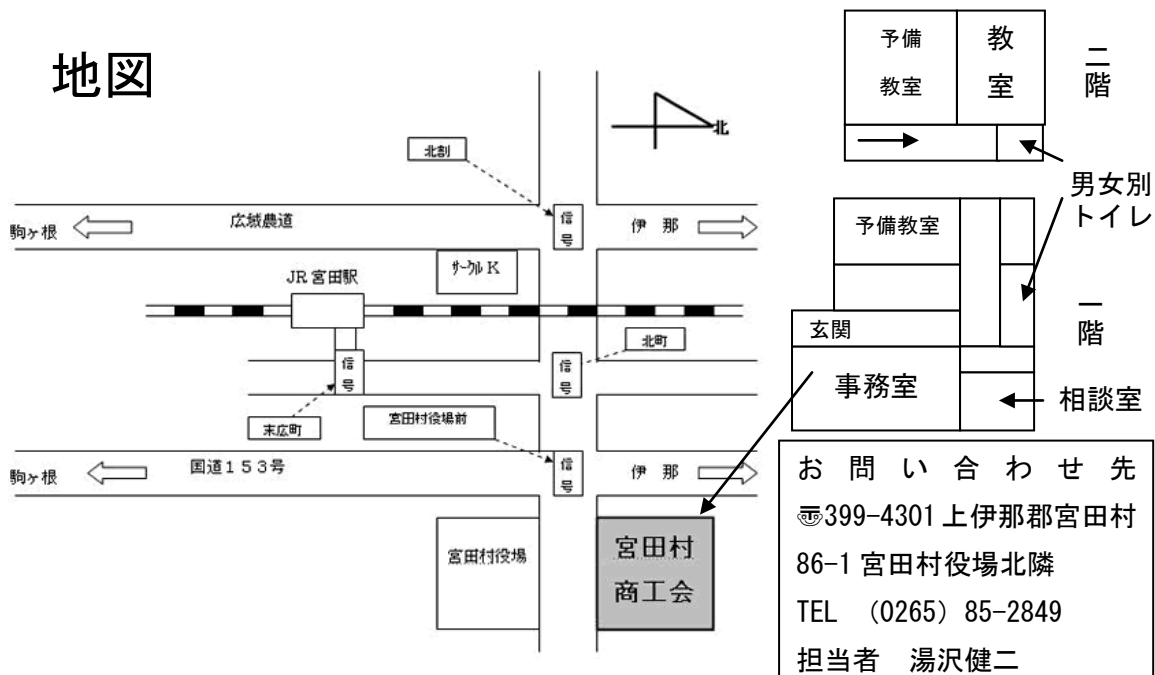 地図
北
北割
信号
駒ヶ根
広域農道
伊 那
サークルK
JR宮田駅
北町
信号
信号
末広町
宮田村役場前
信号
駒ヶ根
国道153号
伊 那
宮田村役場
宮田村
商工会
予備
教室
教室
二階
男女別
トイレ
予備教室
玄関
一階
事務室
相談室
お問い合わせ先
〠399-4301 上伊那郡宮田村
86-1 宮田村役場北隣
TEL (0265) 85-2849
担当者 湯沢健二